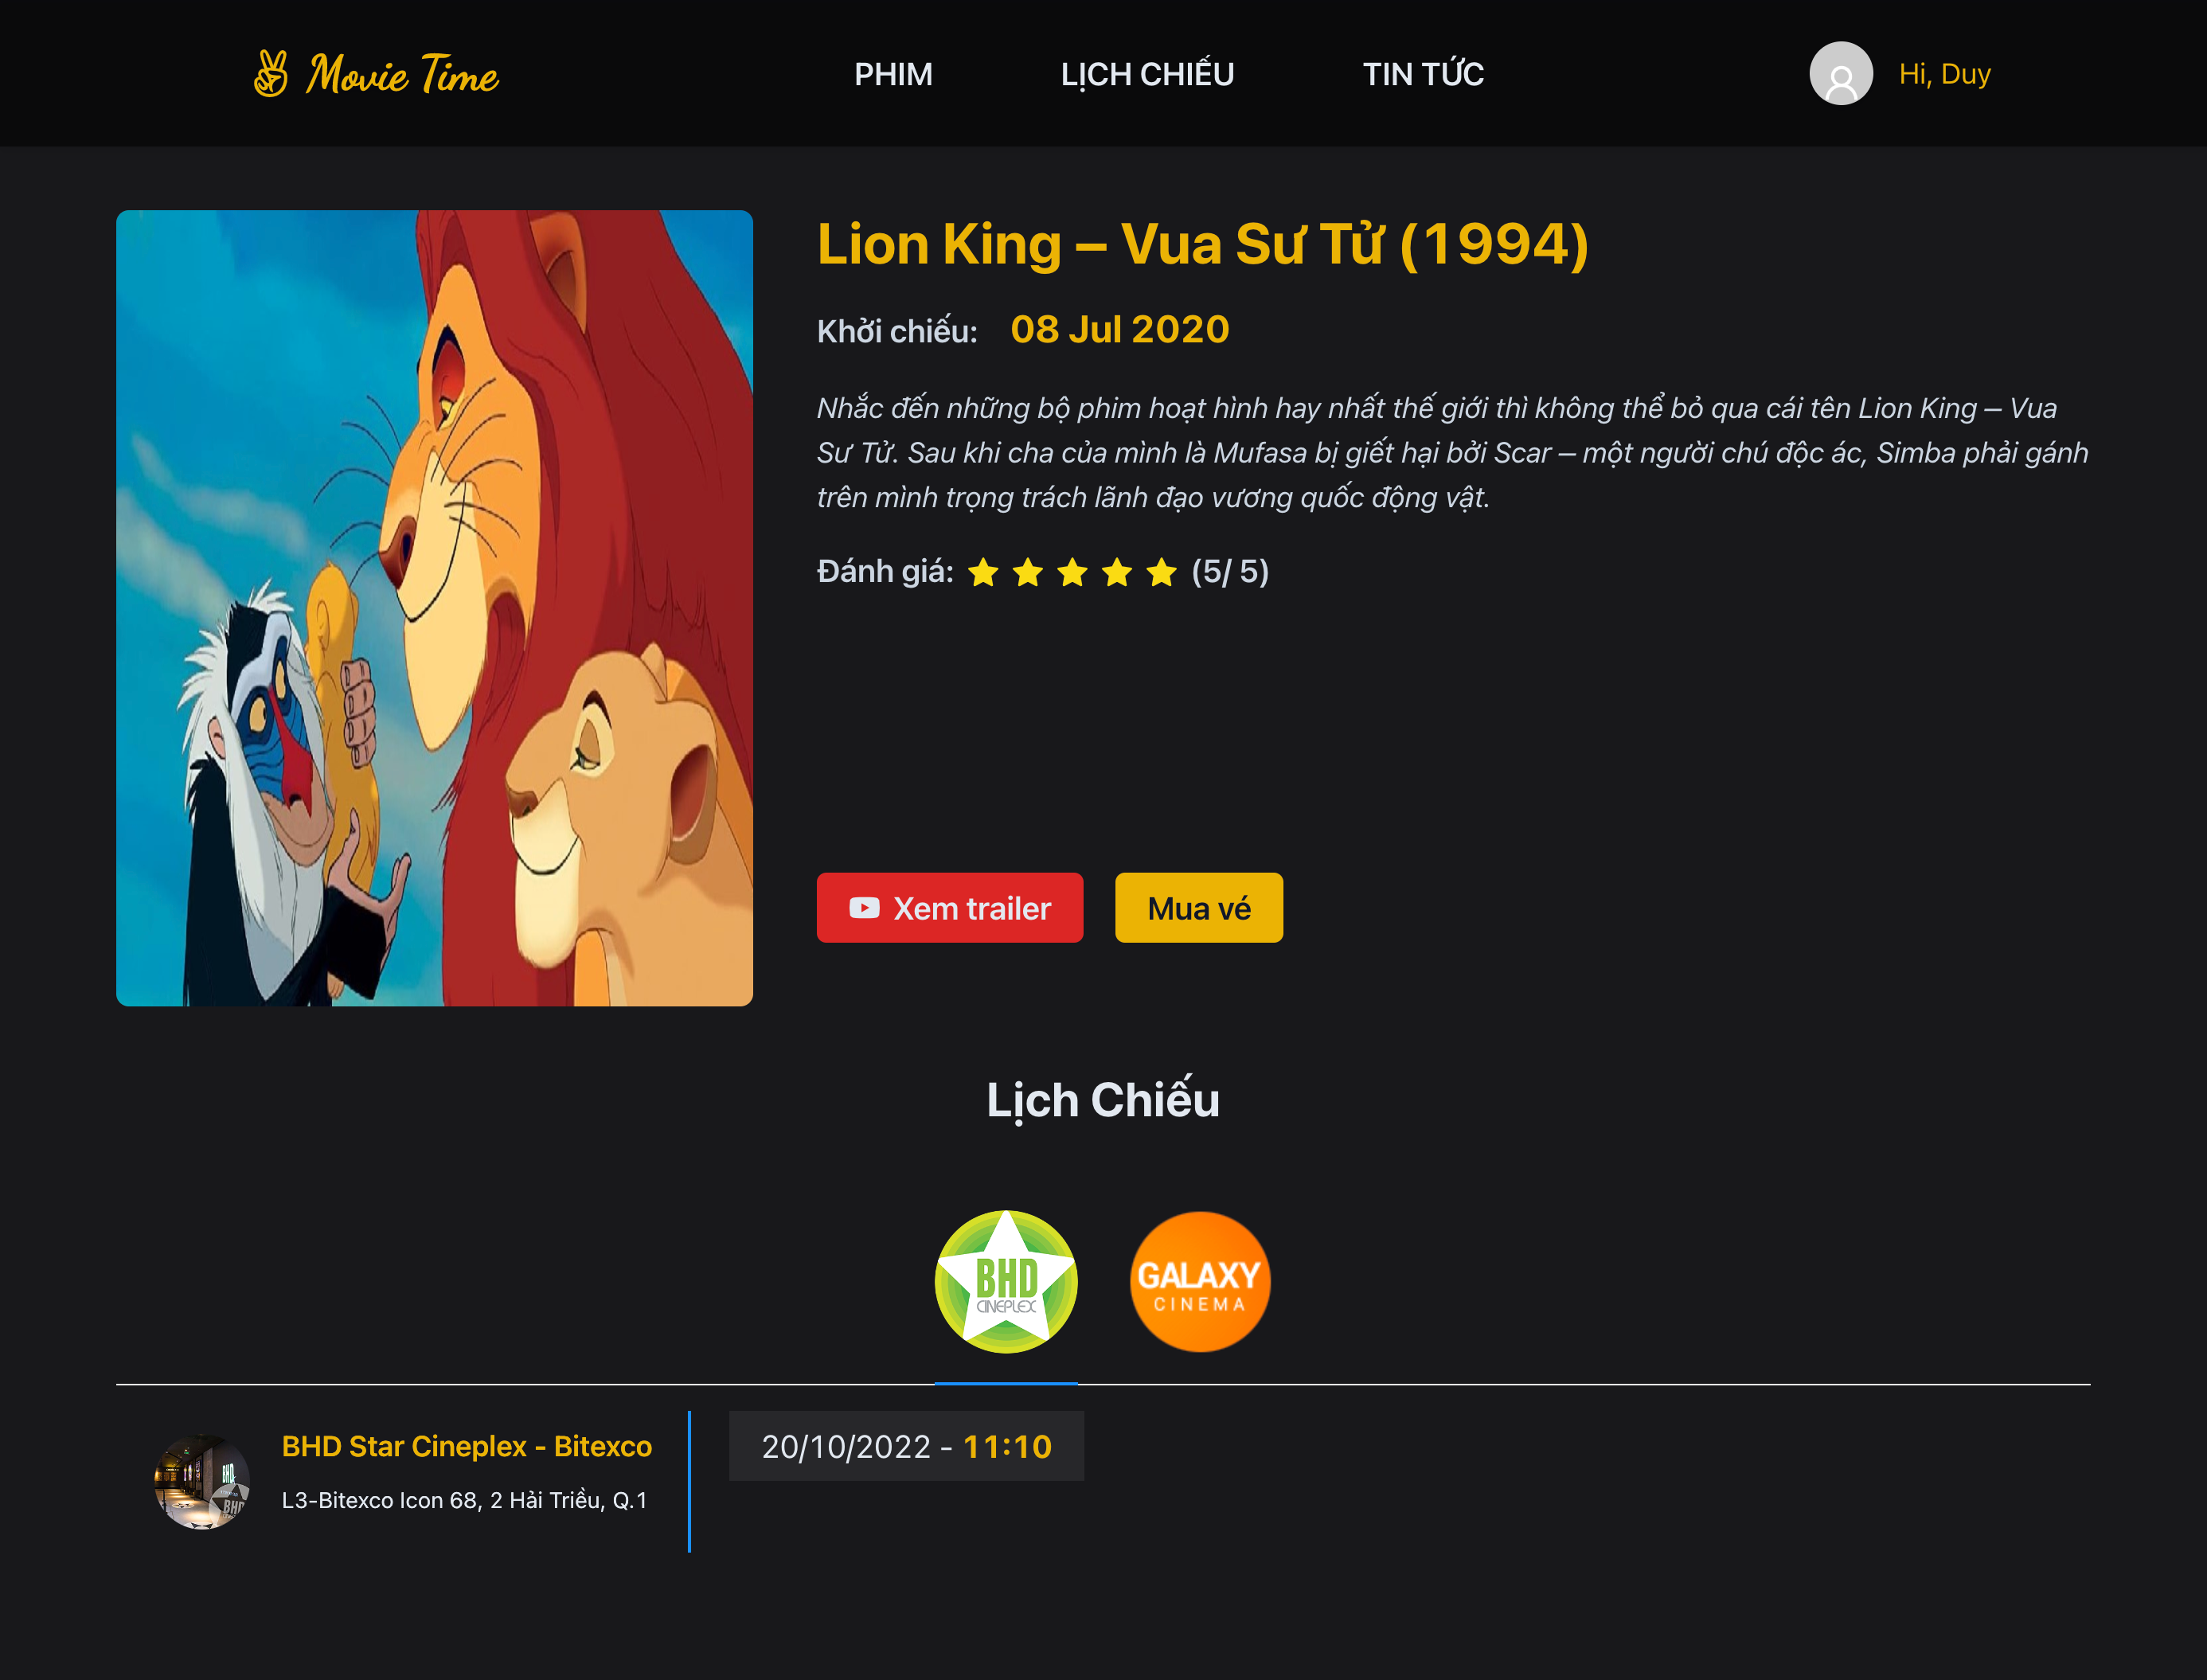 Movie Time
PHIM
LỊCH CHIẾU
TIN TỨC
Hi, Duy
Lion King – Vua Sư Tử (1994)
Khởi chiếu: 08 Jul 2020
Nhắc đến những bộ phim hoạt hình hay nhất thế giới thì không thể bỏ qua cái tên Lion King – Vua
Sư Tử. Sau khi cha của mình là Mufasa bị giết hại bởi Scar – một người chú độc ác, Simba phải gánh
trên mình trọng trách lãnh đạo vương quốc động vật.
Đánh giá: (5/ 5)
Xem trailer
Mua vé
Lịch Chiếu
BHD
CINEPLEX
GALAXY
CINEMA
BHD Star Cineplex - Bitexco
L3-Bitexco Icon 68, 2 Hải Triều, Q.1
BHD
BHD
20/10/2022 - 11:10